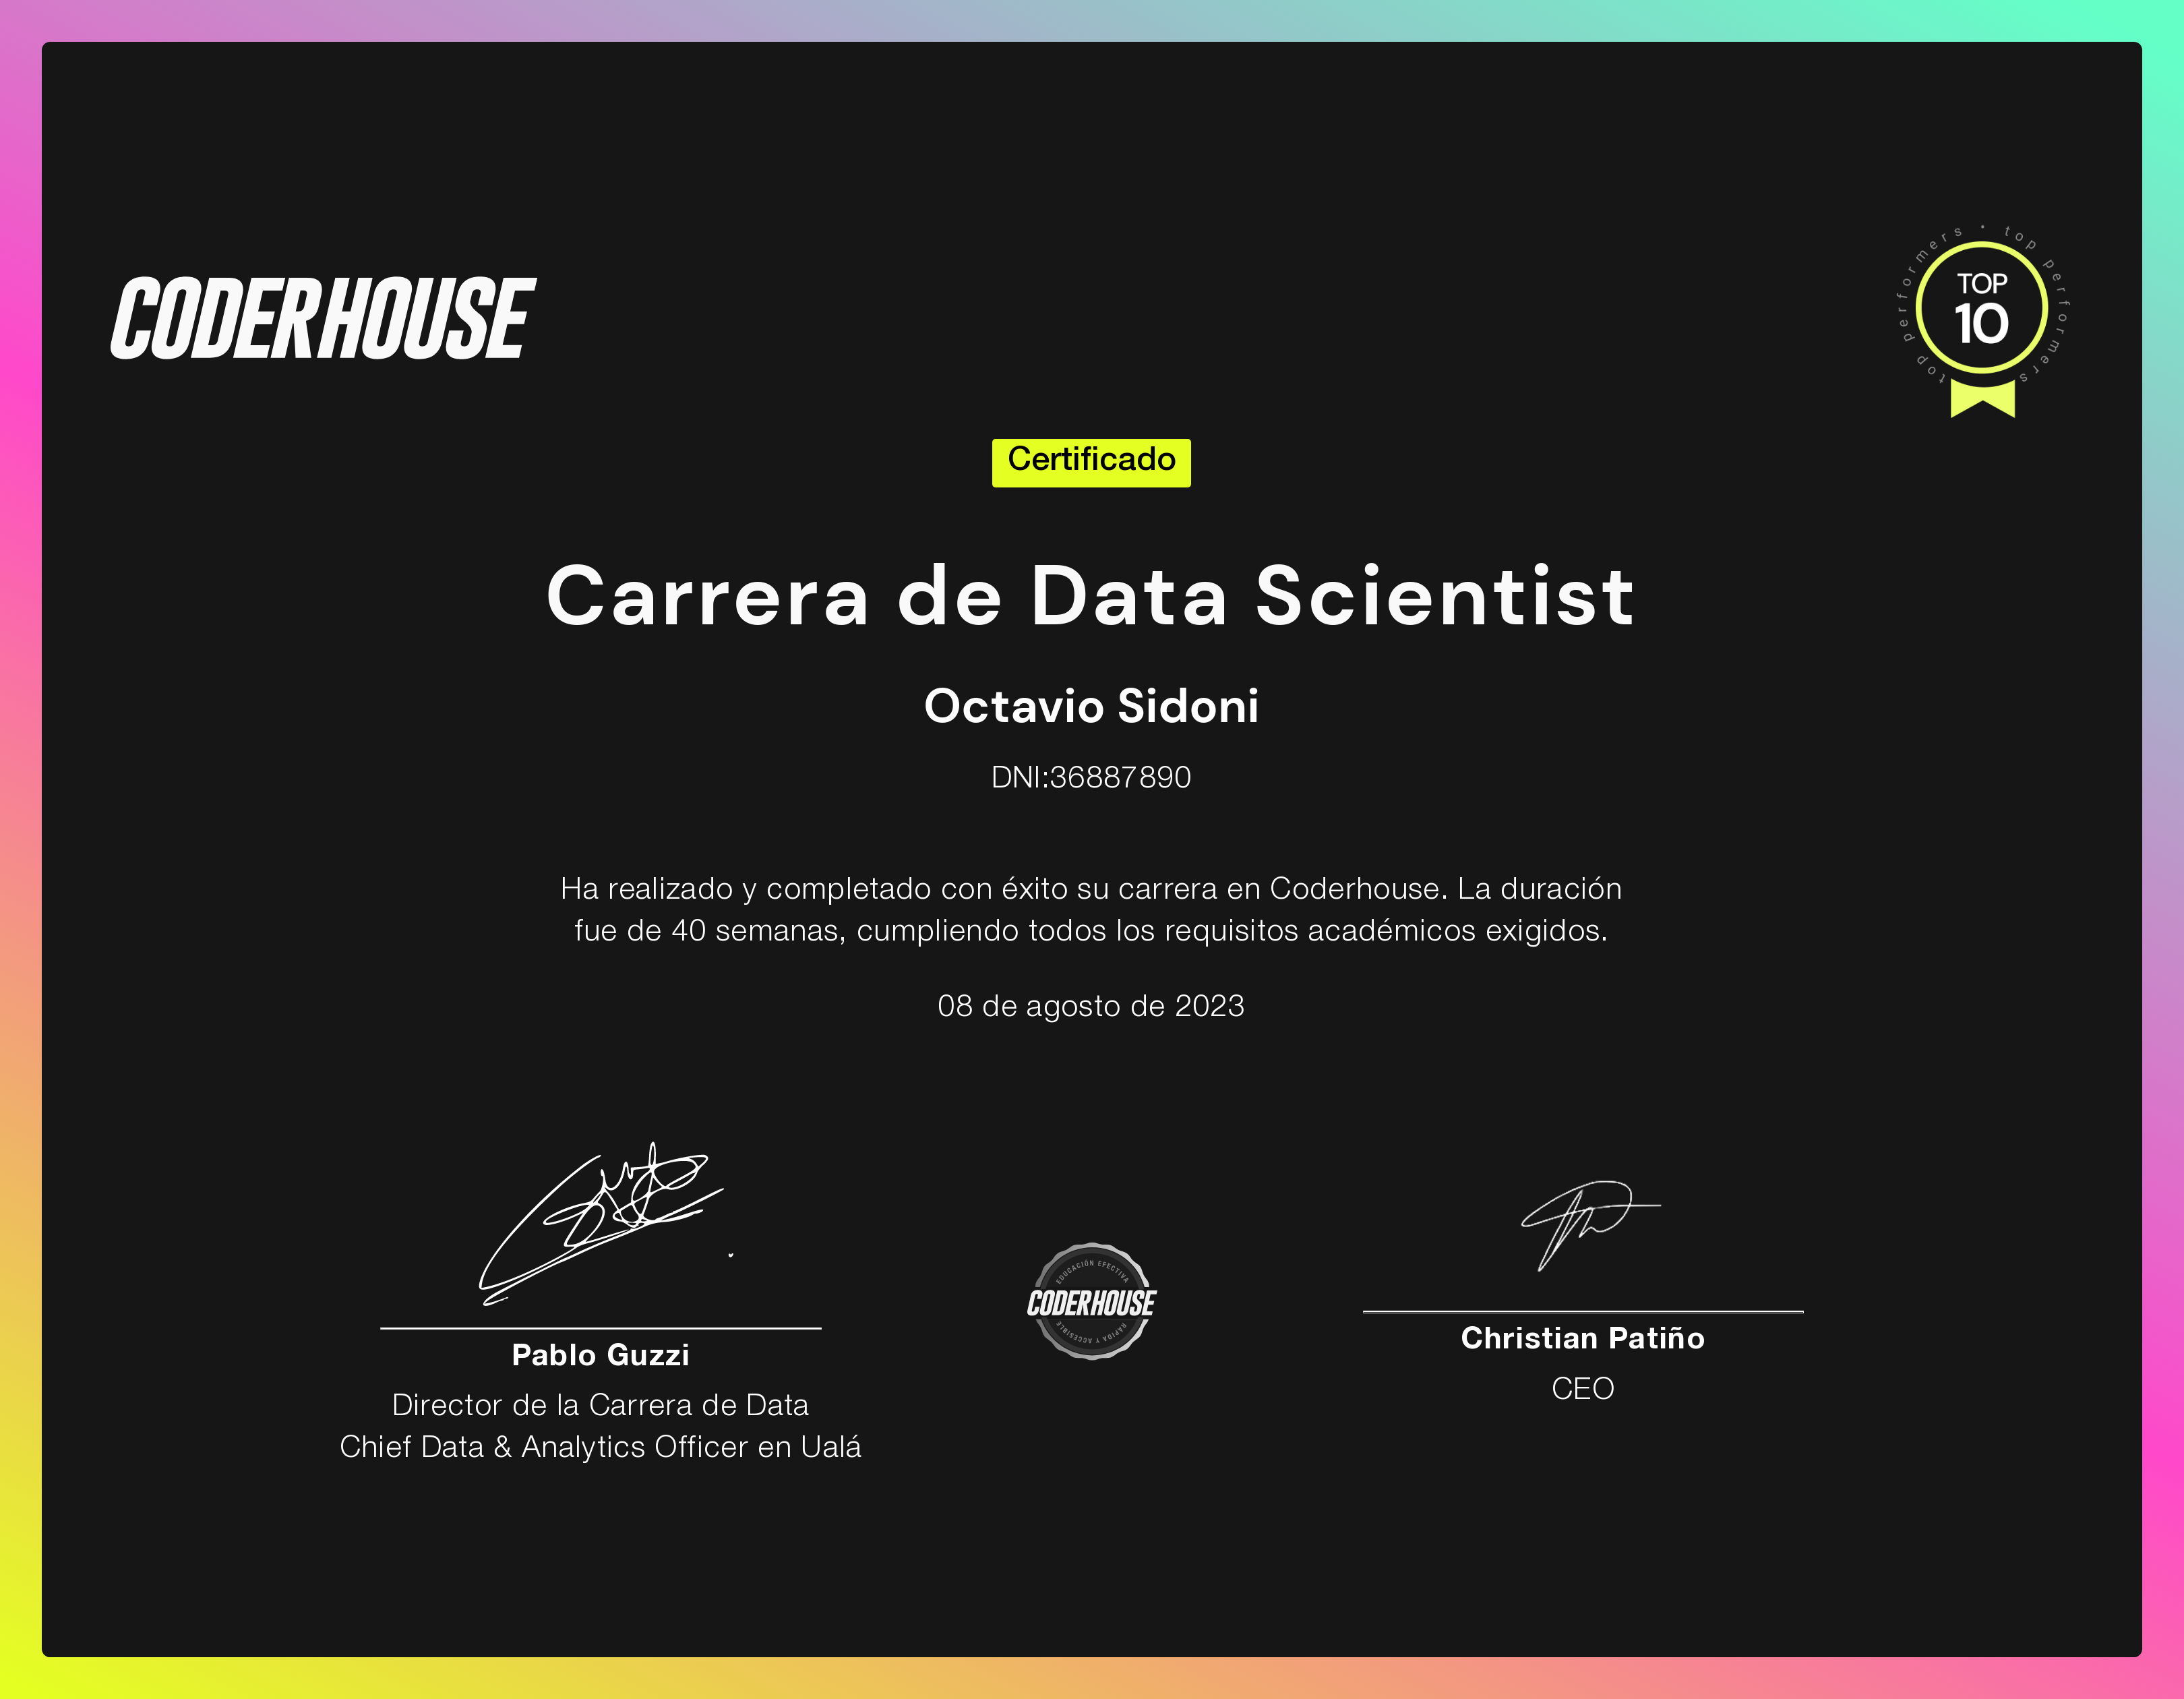 CODERHOUSE
top performers • top performers
TOP
10
Certificado
Carrera de Data Scientist
Octavio Sidoni
DNI:36887890
Ha realizado y completado con éxito su carrera en Coderhouse. La duración
fue de 40 semanas, cumpliendo todos los requisitos académicos exigidos.
08 de agosto de 2023
Pablo Guzzi
Director de la Carrera de Data
Chief Data & Analytics Officer en Ualá
EDUCACIÓN EFECTIVA
CODERHOUSE
RÁPIDA Y ACCESIBLE
Christian Patiño
CEO